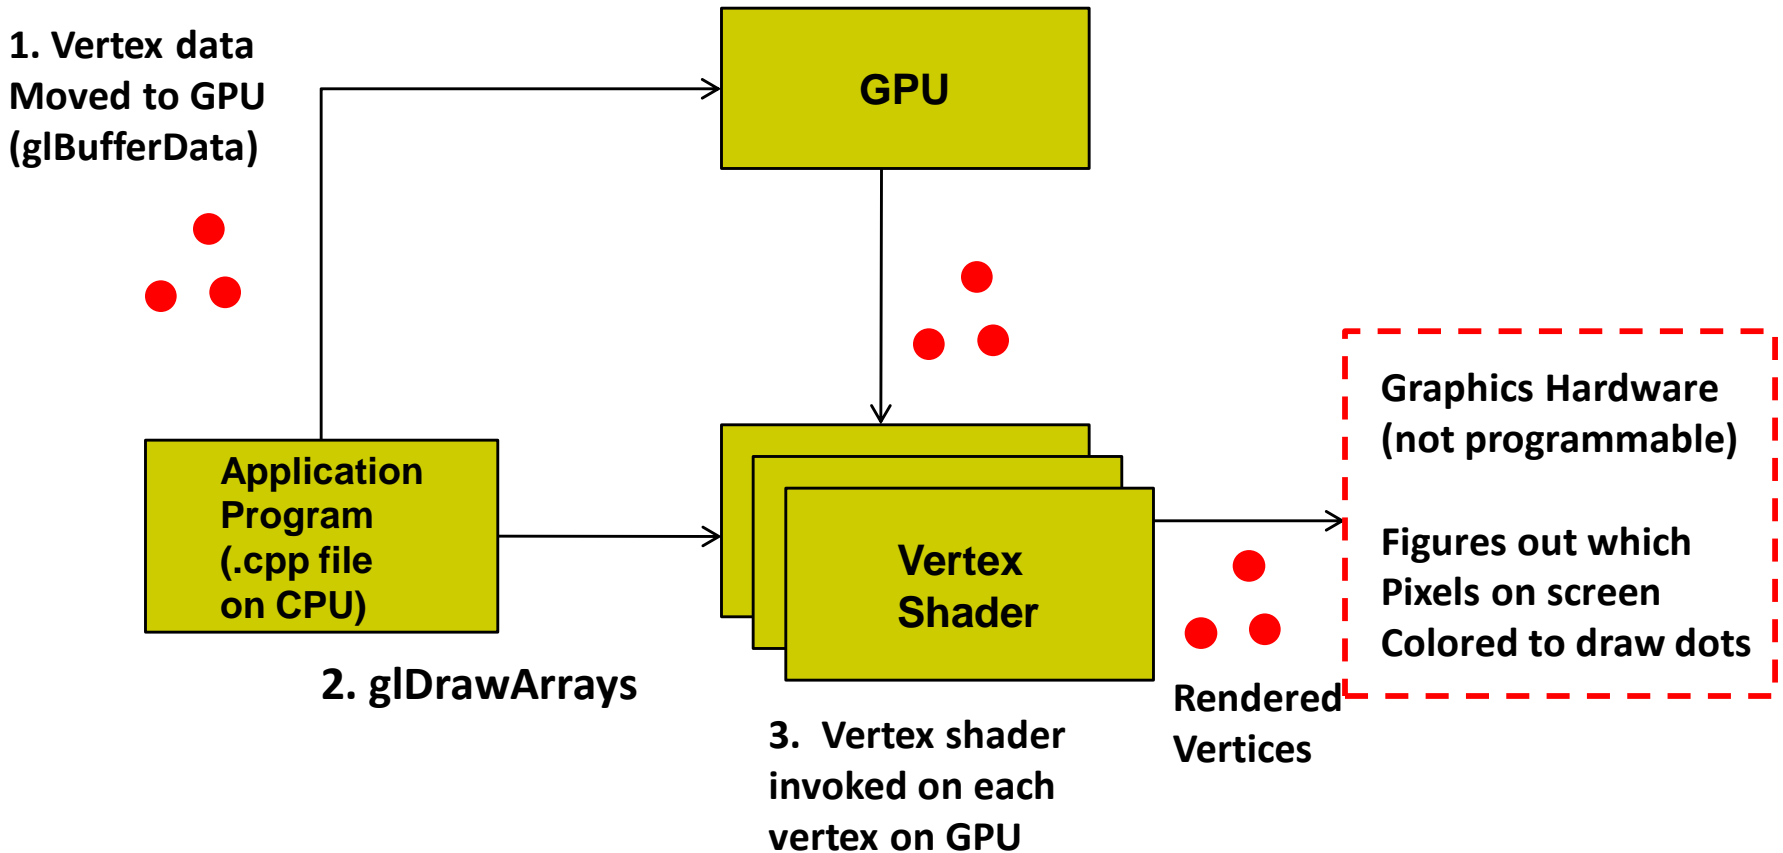 1. Vertex data
Moved to GPU
(glBufferData)
GPU
Application
Program
(.cpp file
on CPU)
2. glDrawArrays
Vertex
Shader
3.  Vertex shader
invoked on each
vertex on GPU
Rendered
Vertices
Graphics Hardware
(not programmable)
Figures out which
Pixels on screen
Colored to draw dots